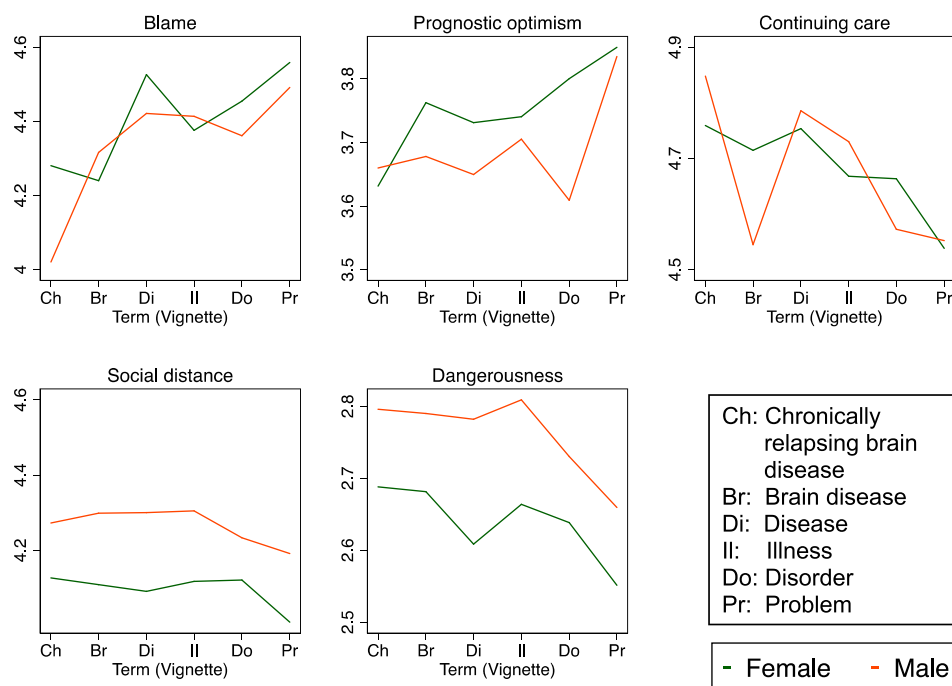 Blame
4.6
4.4
4.2
4
Ch Br Di Il Do Pr
Term (Vignette)
Prognostic optimism
3.8
3.7
3.6
3.5
Ch Br Di Il Do Pr
Term (Vignette)
Continuing care
4.9
4.7
4.5
Ch Br Di Il Do Pr
Term (Vignette)
Social distance
4.6
4.4
4.2
Ch Br Di Il Do Pr
Term (Vignette)
Dangerousness
2.8
2.7
2.6
2.5
Ch Br Di Il Do Pr
Term (Vignette)
Ch: Chronically
relapsing brain
disease
Br: Brain disease
Di: Disease
Il: Illness
Do: Disorder
Pr: Problem
Female Male